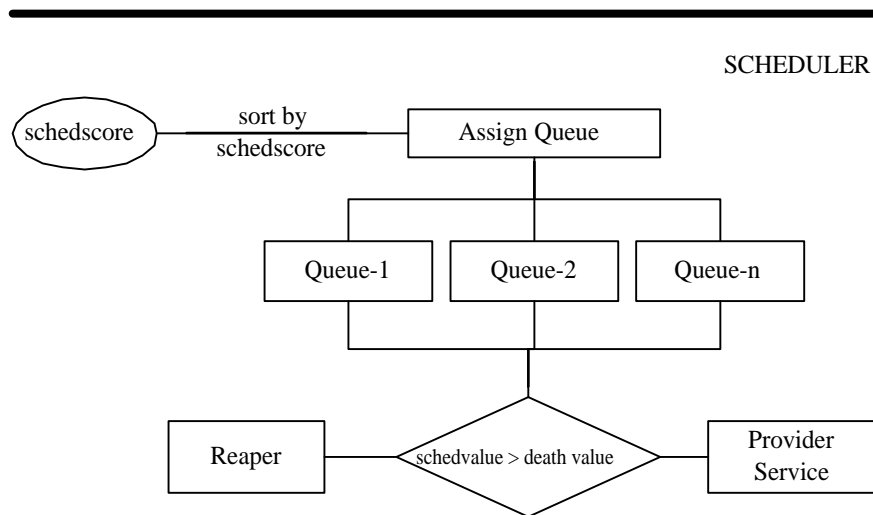 SCHEDULER
schedscore
sort by
schedscore
Assign Queue
Queue-1
Queue-2
Queue-n
Reaper
schedvalue > death value
Provider
Service